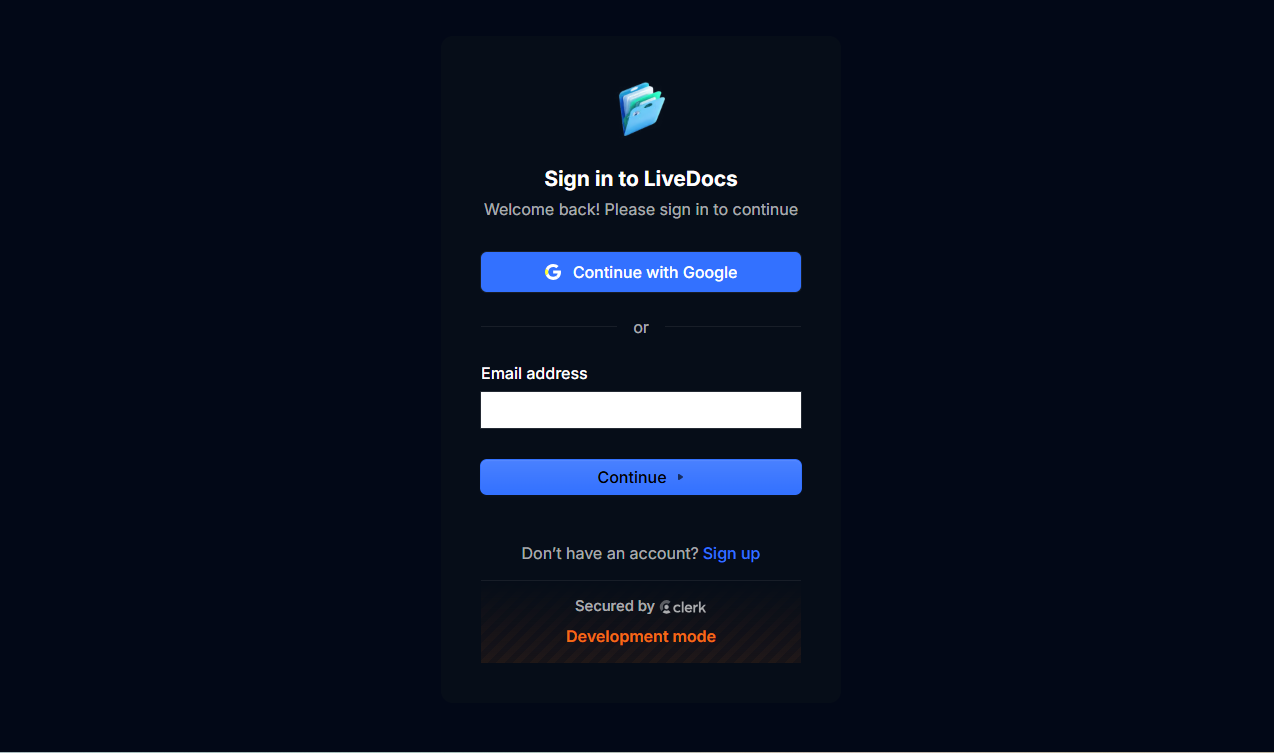 Sign in to LiveDocs
Welcome back! Please sign in to continue
Continue with Google
or
Email address
Continue
Don’t have an account? Sign up
Secured by clerk
Development mode